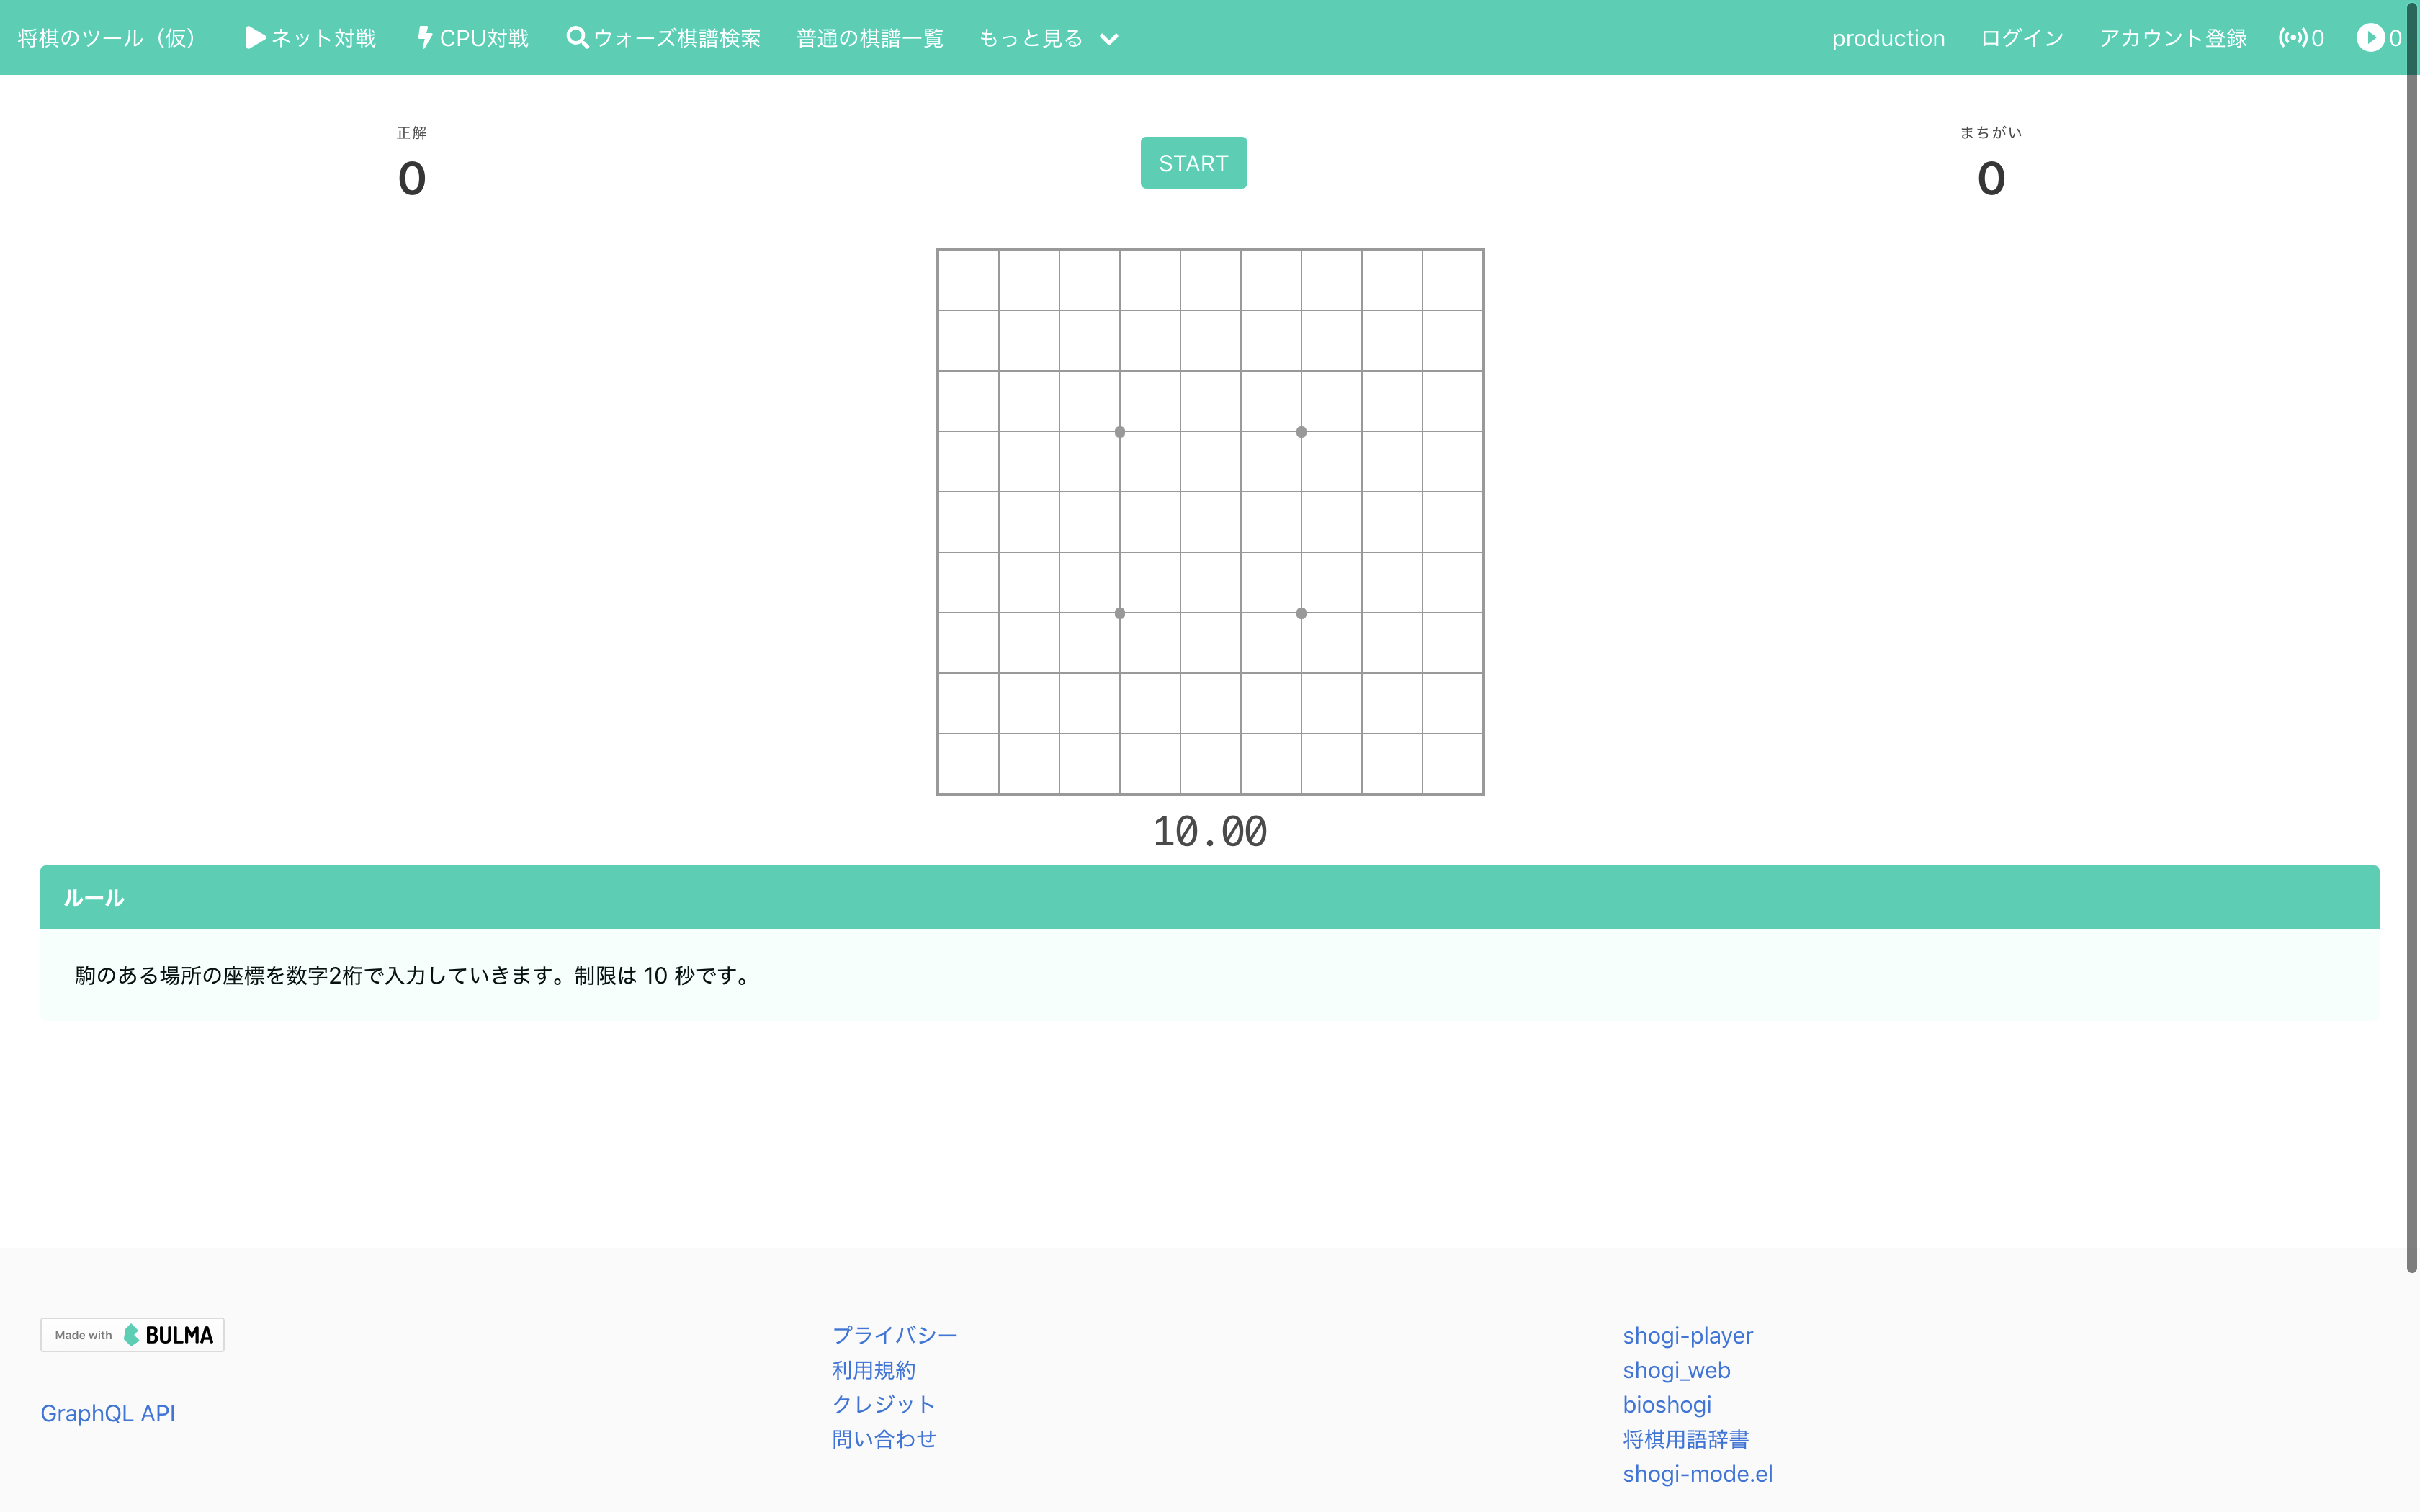 将棋のツール（仮） ネット対戦 CPU対戦 ウォーズ棋譜検索 普通の棋譜一覧 もっと見る production ログイン アカウント登録 0 0
正解 まちがい
0 START 0
10.00
ルール
駒のある場所の座標を数字2桁で入力していきます。制限は 10 秒です。
Made with BULMA
GraphQL API
プライバシー
利用規約
クレジット
問い合わせ
shogi-player
shogi_web
bioshogi
将棋用語辞書
shogi-mode.el